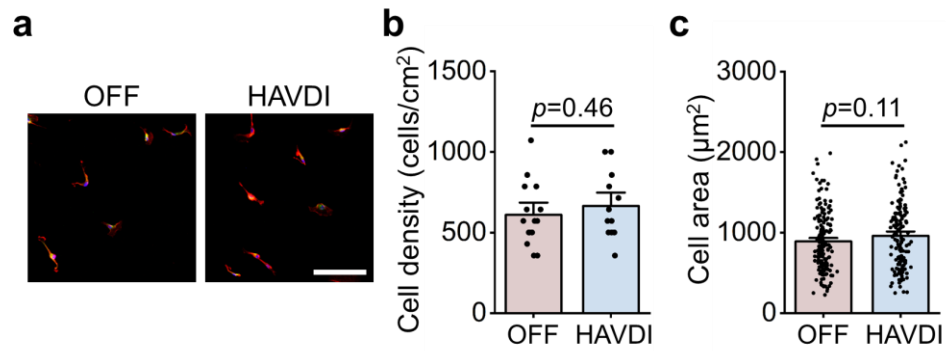 a
OFF HAVDI
b
Cell density (cells/cm²)
1500
1000
500
0
p=0.46
OFF HAVDI
c
Cell area (µm²)
3000
2000
1000
0
p=0.11
OFF HAVDI